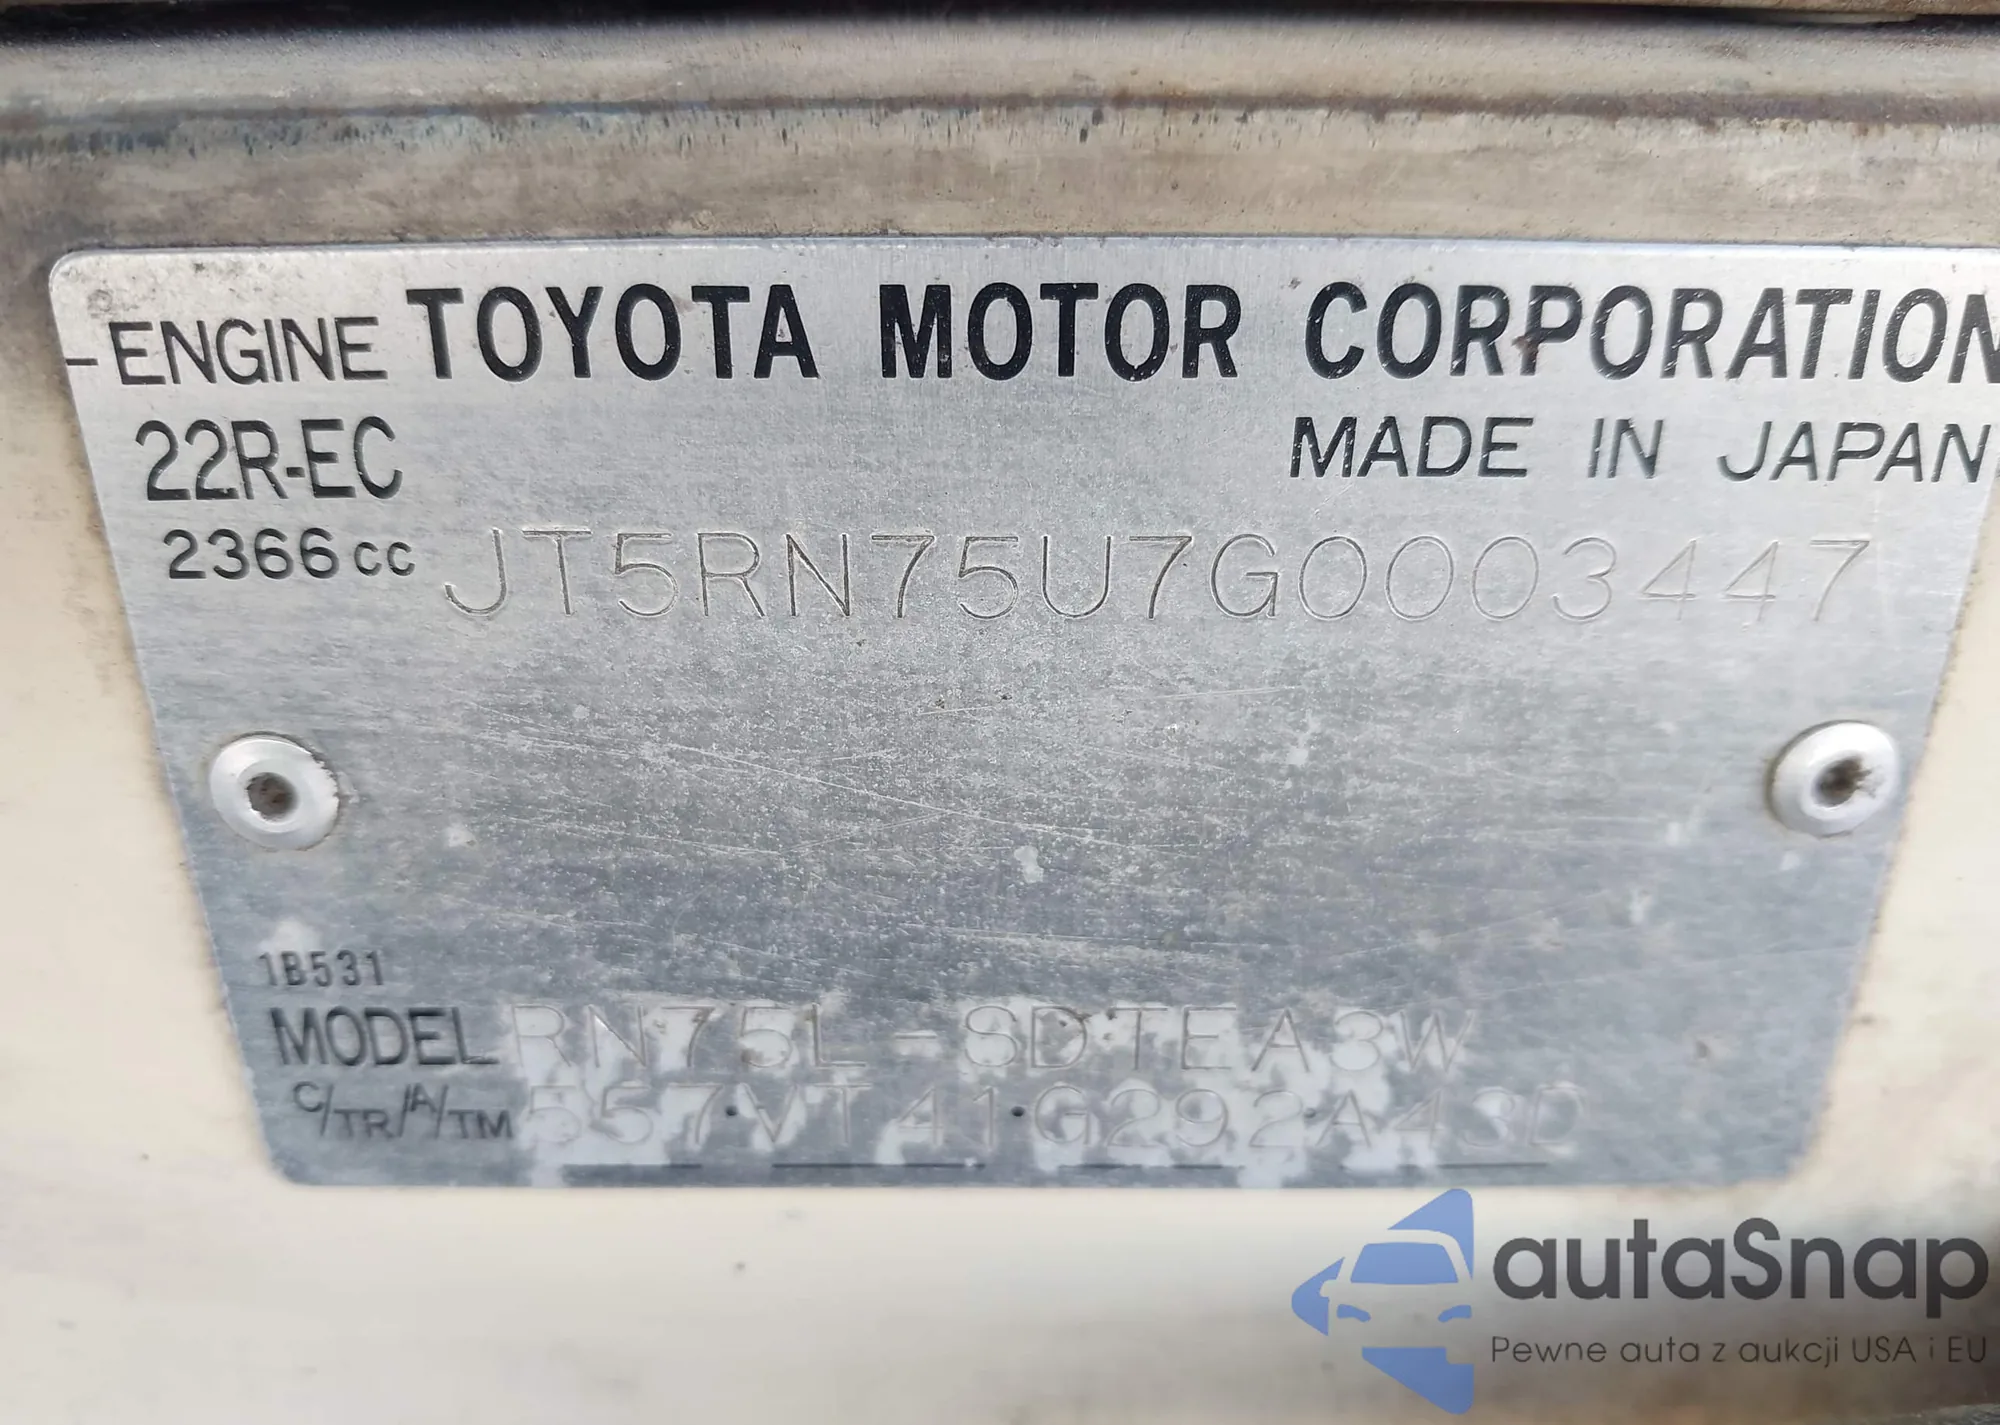 ENGINE TOYOTA MOTOR CORPORATION
22R-EC MADE IN JAPAN
2366cc JT5RN75U7G0003447
1B531
MODEL RN75L-SDTEA3W
C/TR/A/TM 557·VT41·G292·A43D
autaSnap
Pewne auta z aukcji USA i EU